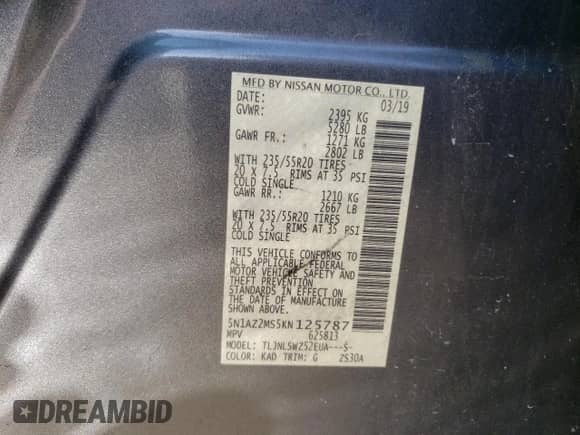 MFD BY NISSAN MOTOR CO., LTD.
DATE: 03/19
GVWR: 2395 KG
5280 LB
GAWR FR.: 1271 KG
2802 LB
WITH 235/55R20 TIRES
20 X 7.5 RIMS AT 35 PSI
COLD SINGLE
GAWR RR.: 1210 KG
2667 LB
WITH 235/55R20 TIRES
20 X 7.5 RIMS AT 35 PSI
COLD SINGLE
THIS VEHICLE CONFORMS TO
ALL APPLICABLE FEDERAL
MOTOR VEHICLE SAFETY AND
THEFT PREVENTION
STANDARDS IN EFFECT ON
THE DATE OF MANUFACTURE
SHOWN ABOVE.
5N1AZ2MS5KN125787
MPV 625813
MODEL: TLJNLSWZ52EUA---S-
COLOR: KAD TRIM: G 2S30A
DREAMBID